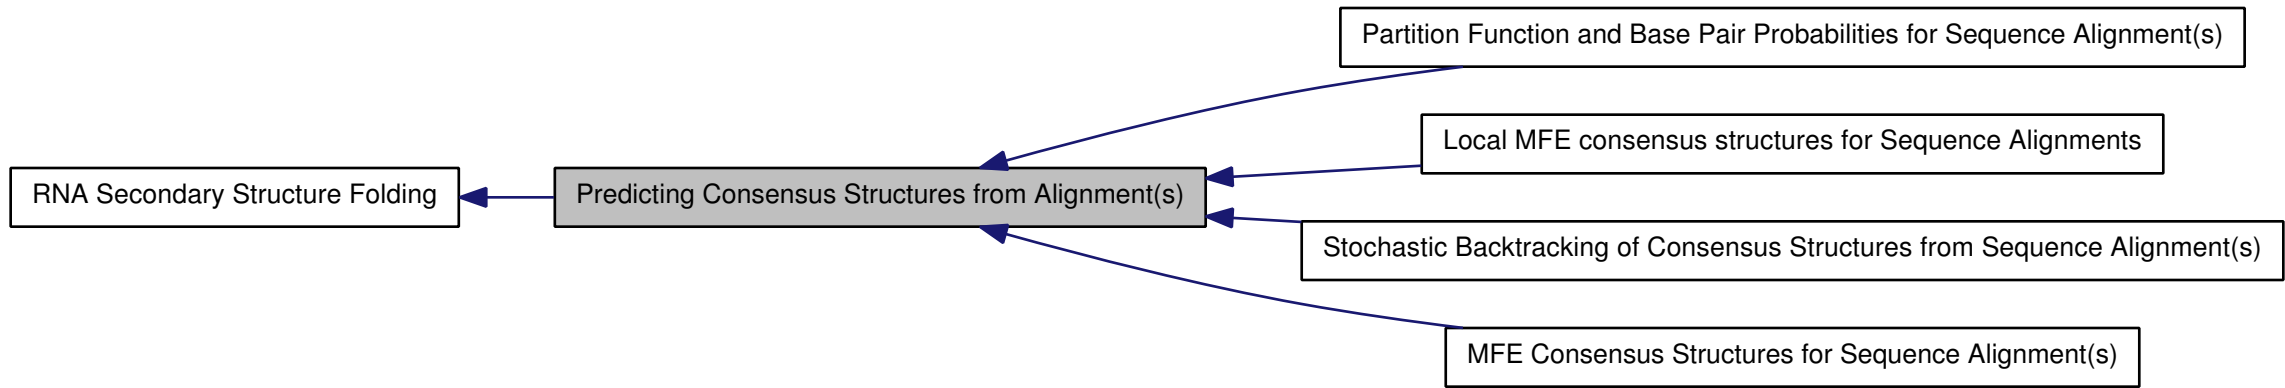 Partition Function and Base Pair Probabilities for Sequence Alignment(s)
Local MFE consensus structures for Sequence Alignments
RNA Secondary Structure Folding
Predicting Consensus Structures from Alignment(s)
Stochastic Backtracking of Consensus Structures from Sequence Alignment(s)
MFE Consensus Structures for Sequence Alignment(s)